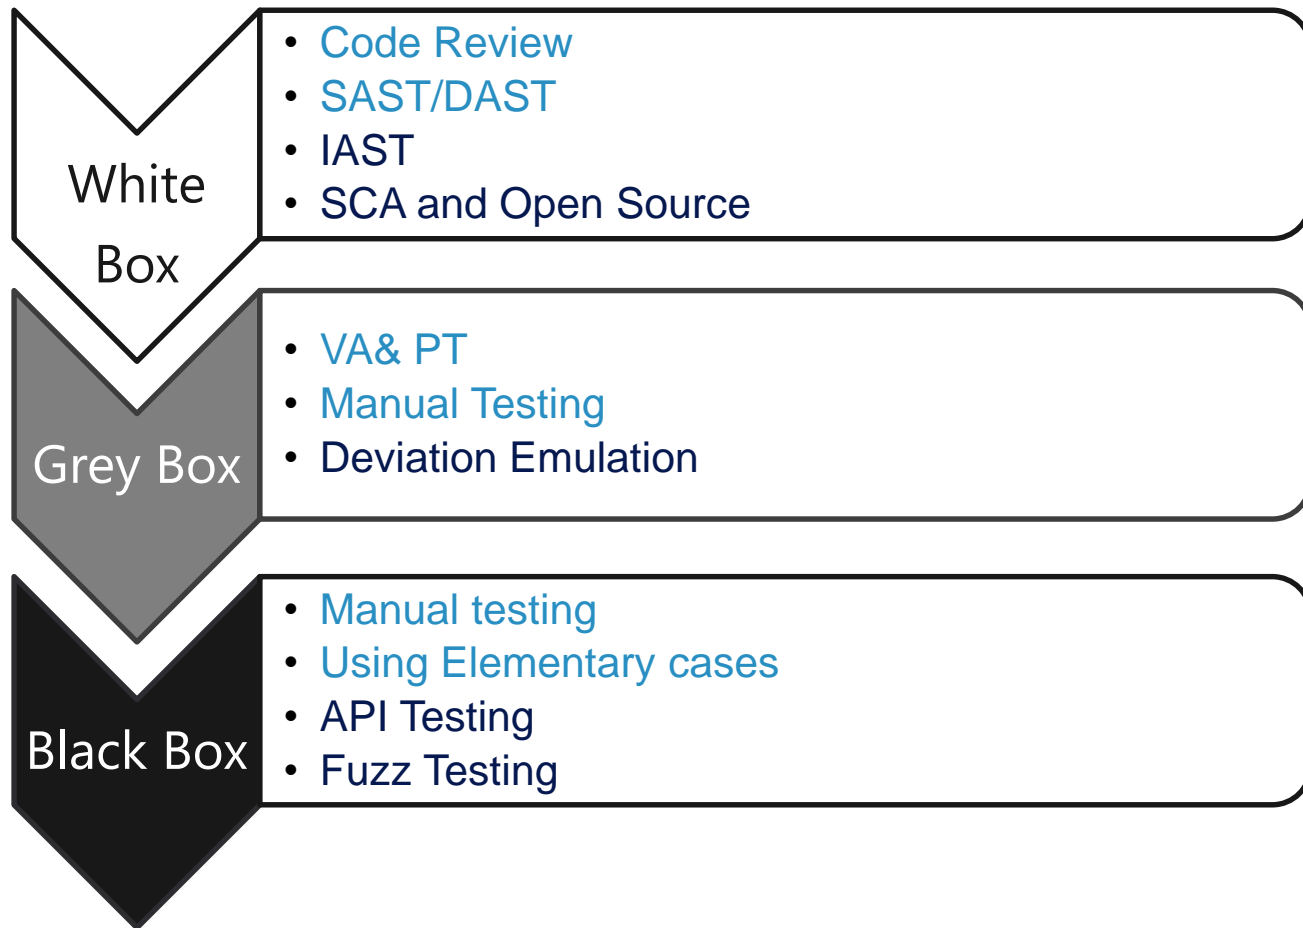 White
Box
• Code Review
• SAST/DAST
• IAST
• SCA and Open Source
Grey Box
• VA& PT
• Manual Testing
• Deviation Emulation
Black Box
• Manual testing
• Using Elementary cases
• API Testing
• Fuzz Testing